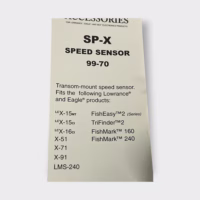 ACCESSORIES
SP-X
SPEED SENSOR
99-70
Transom-mount speed sensor.
Fits the following Lowrance®
and Eagle® products:
X-15MT FishEasy™2
X-15 TriFinder™2
X-16 FishMark™ 160
X-51 FishMark™ 240
X-71
X-91
LMS-240